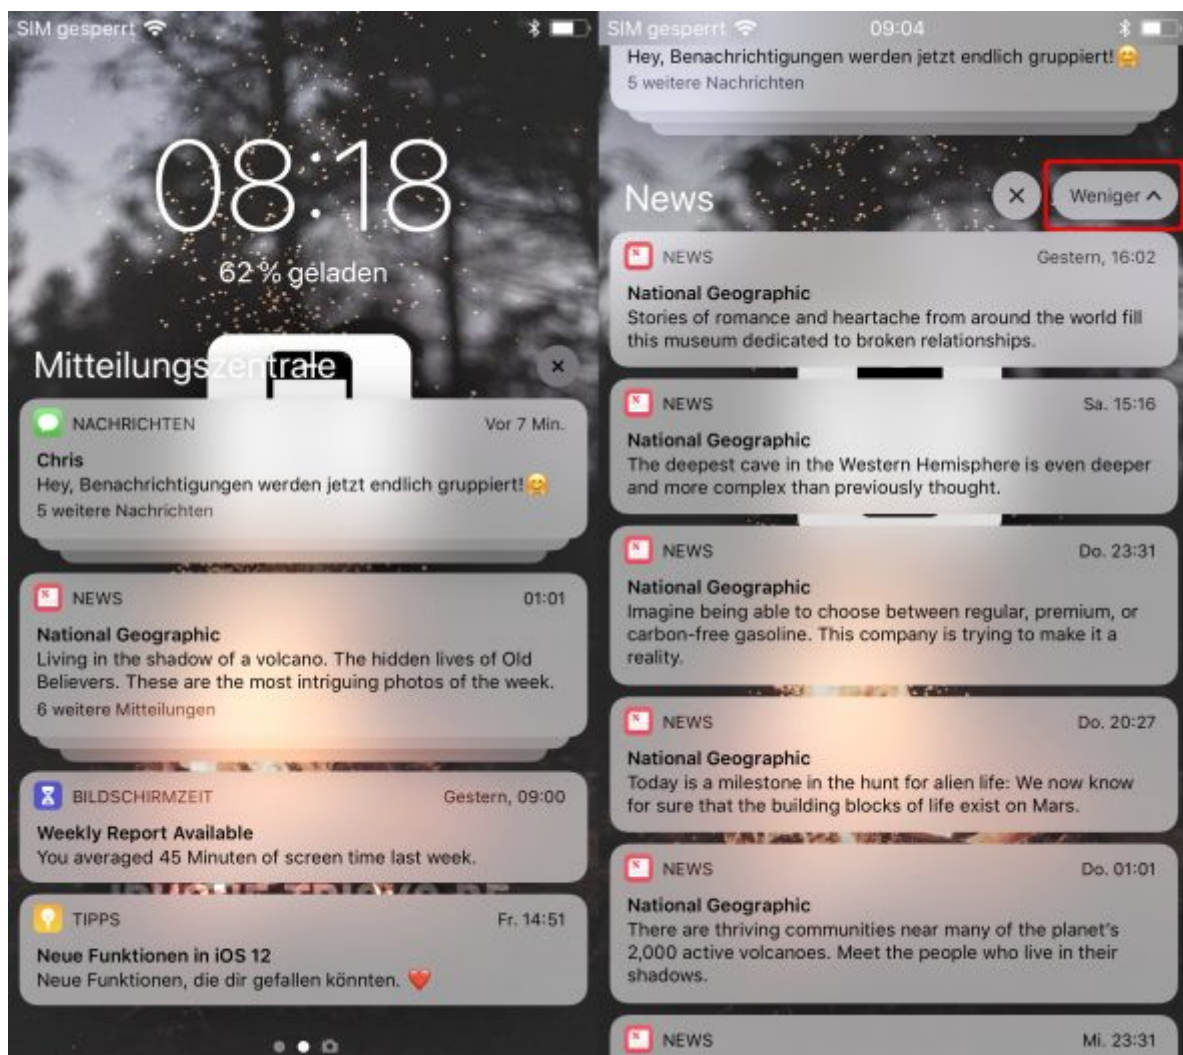 SIM gesperrt
08:18
62 % geladen
Mitteilungszentrale
NACHRICHTEN
Vor 7 Min.
Chris
Hey, Benachrichtigungen werden jetzt endlich gruppiert!🤗
5 weitere Nachrichten
NEWS
01:01
National Geographic
Living in the shadow of a volcano. The hidden lives of Old
Believers. These are the most intriguing photos of the week.
6 weitere Mitteilungen
BILDSCHIRMZEIT
Gestern, 09:00
Weekly Report Available
You averaged 45 Minuten of screen time last week.
TIPPS
Fr. 14:51
Neue Funktionen in iOS 12
Neue Funktionen, die dir gefallen könnten. ❤️
SIM gesperrt
09:04
Hey, Benachrichtigungen werden jetzt endlich gruppiert!🤗
5 weitere Nachrichten
News
Weniger
NEWS
Gestern, 16:02
National Geographic
Stories of romance and heartache from around the world fill
this museum dedicated to broken relationships.
NEWS
Sa. 15:16
National Geographic
The deepest cave in the Western Hemisphere is even deeper
and more complex than previously thought.
NEWS
Do. 23:31
National Geographic
Imagine being able to choose between regular, premium, or
carbon-free gasoline. This company is trying to make it a
reality.
NEWS
Do. 20:27
National Geographic
Today is a milestone in the hunt for alien life: We now know
for sure that the building blocks of life exist on Mars.
NEWS
Do. 01:01
National Geographic
There are thriving communities near many of the planet's
2,000 active volcanoes. Meet the people who live in their
shadows.
NEWS
Mi. 23:31